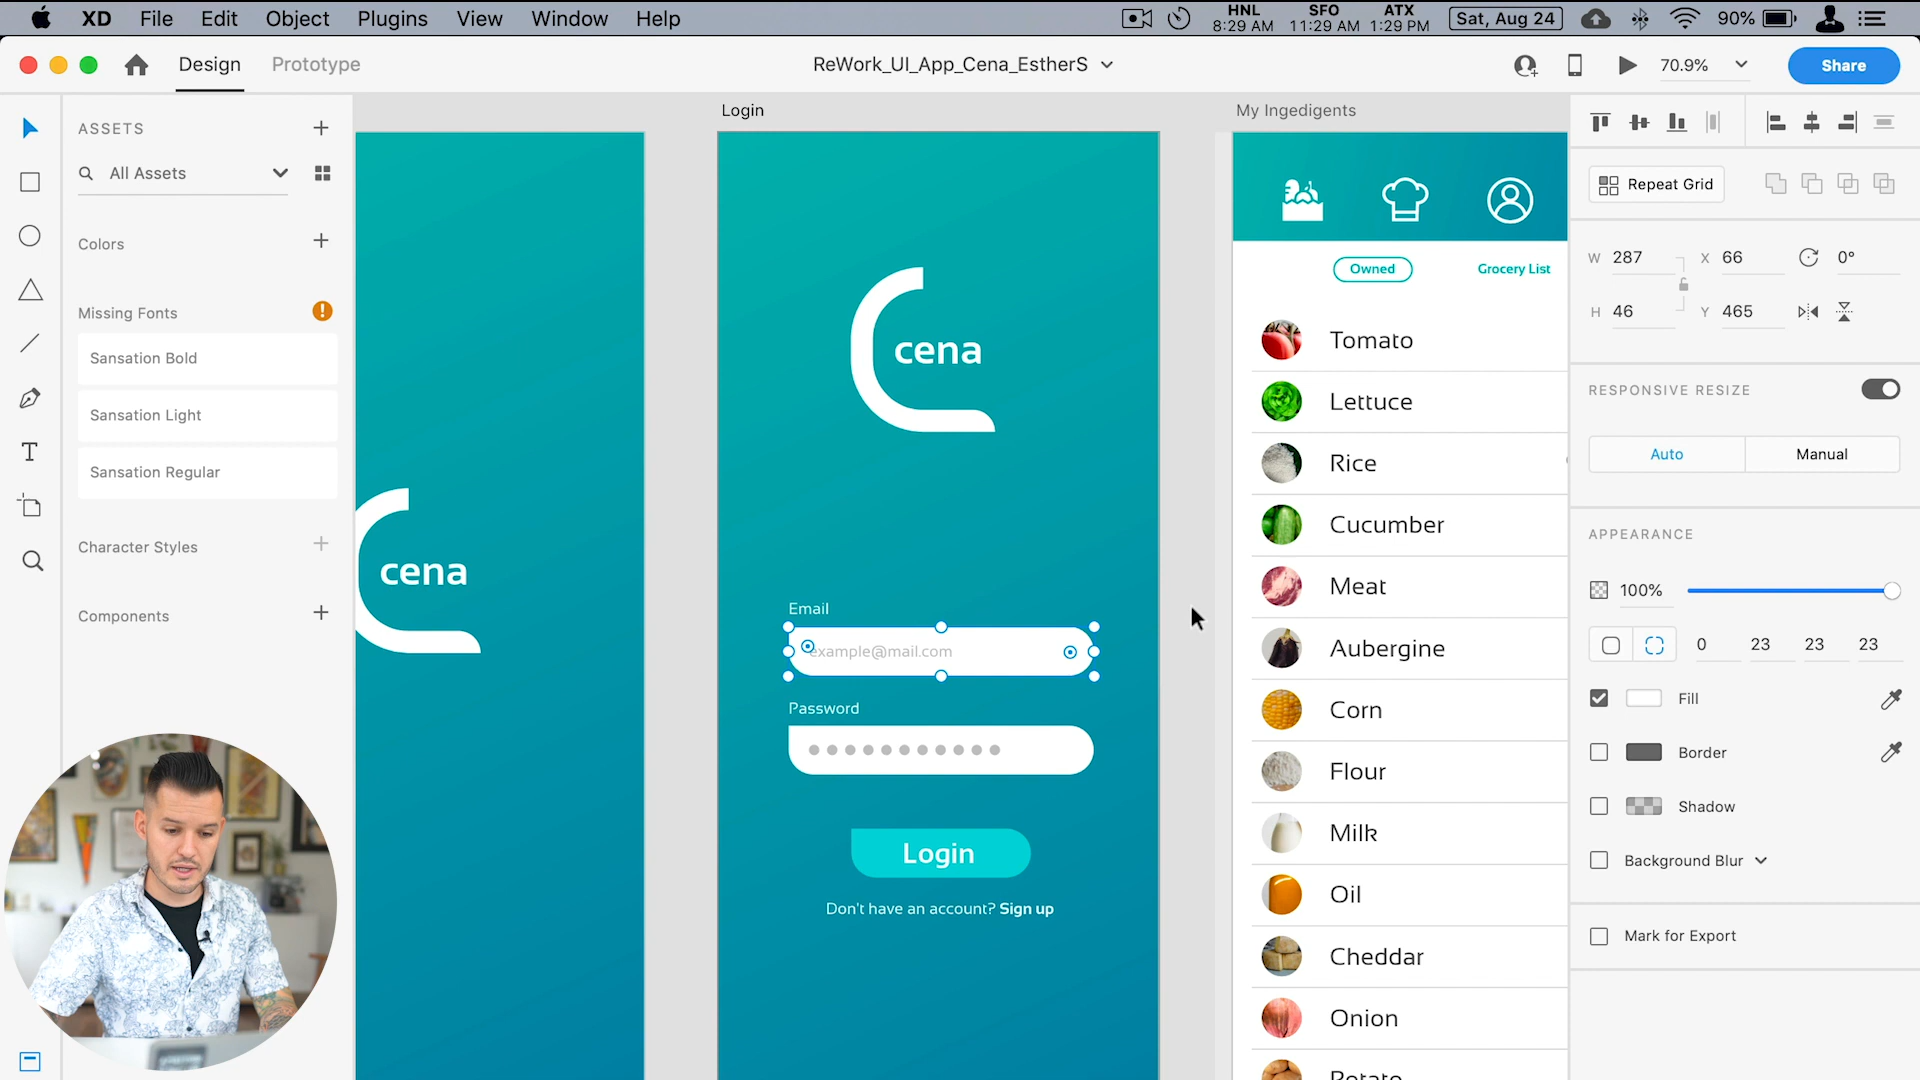 XD File Edit Object Plugins View Window Help
HNL SFO ATX
8:29 AM 11:29 AM 1:29 PM
Sat, Aug 24
90%
Design Prototype
ReWork_UI_App_Cena_EstherS
70.9%
Share
ASSETS
All Assets
Colors
Missing Fonts
Sansation Bold
Sansation Light
Sansation Regular
Character Styles
Components
cena
Login
cena
Email
example@mail.com
Password
Login
Don't have an account? Sign up
My Ingedigents
Owned Grocery List
Tomato
Lettuce
Rice
Cucumber
Meat
Aubergine
Corn
Flour
Milk
Oil
Cheddar
Onion
Potato
Repeat Grid
W 287 X 66 0°
H 46 Y 465
RESPONSIVE RESIZE
Auto Manual
APPEARANCE
100%
0 23 23 23
Fill
Border
Shadow
Background Blur
Mark for Export